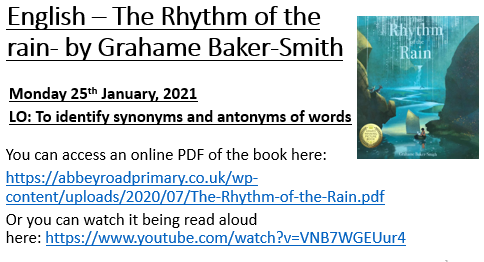 English – The Rhythm of the
rain- by Grahame Baker-Smith
Monday 25th January, 2021
LO: To identify synonyms and antonyms of words
You can access an online PDF of the book here:
https://abbeyroadprimary.co.uk/wp-
content/uploads/2020/07/The-Rhythm-of-the-Rain.pdf
Or you can watch it being read aloud
here: https://www.youtube.com/watch?v=VNB7WGEUur4
The
Rhythm
of the
Rain
Grahame Baker-Smith